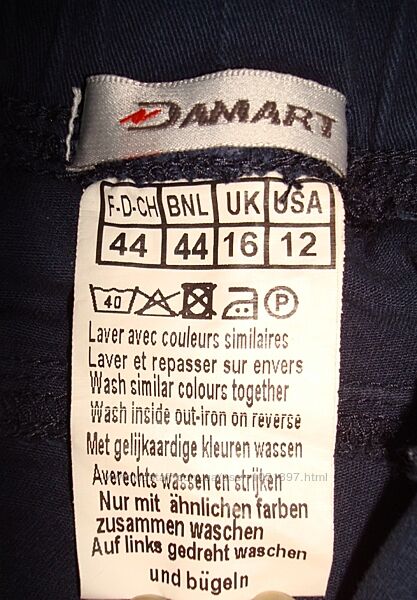 DAMART
F-D-CH BNL UK USA
44 44 16 12
40 P
Laver avec couleurs similaires
Laver et repasser sur envers
Wash similar colours together
Wash inside out-iron on reverse
Met gelijkaardige kleuren wassen
Averechts wassen en strijken
Nur mit ähnlichen farben
zusammen waschen
Auf links gedreht waschen
und bügeln